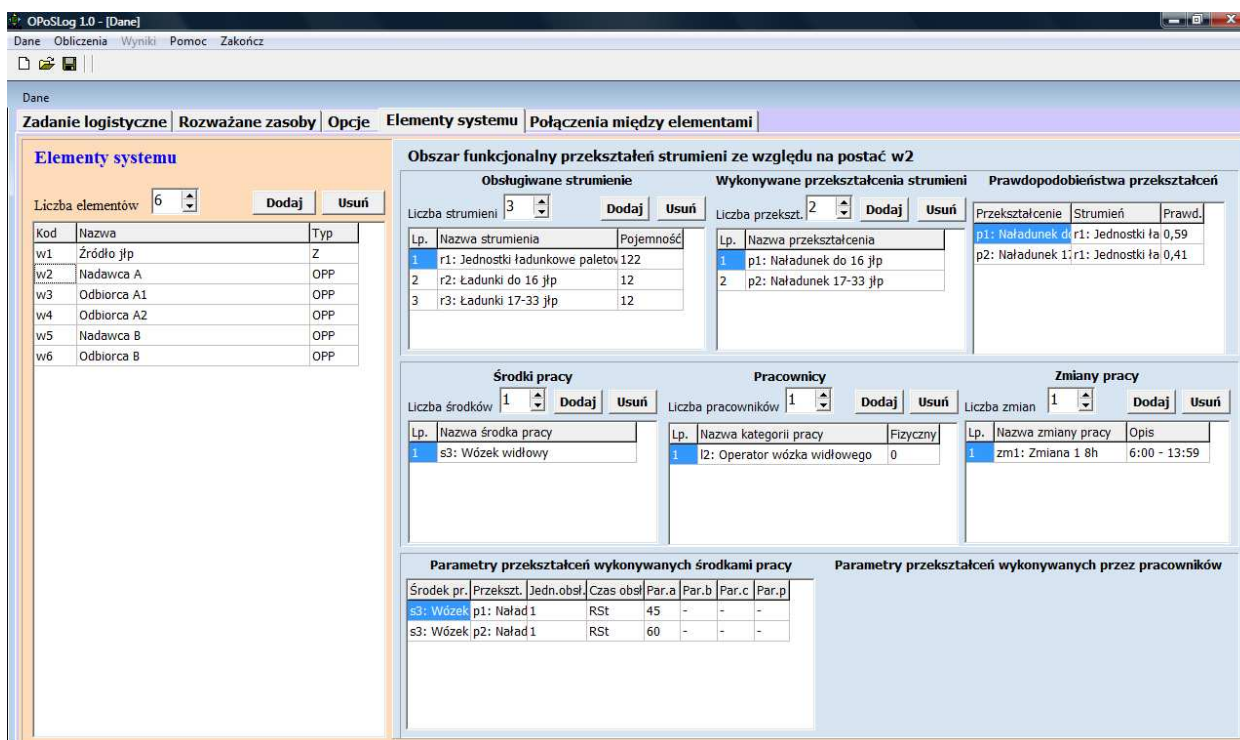 OPoSLog 1.0 - [Dane]
Dane Obliczenia Wyniki Pomoc Zakończ
Dane
Zadanie logistyczne Rozważane zasoby Opcje Elementy systemu Połączenia między elementami
Elementy systemu
Liczba elementów 6 Dodaj Usuń
Kod Nazwa Typ
w1 Źródło jłp Z
w2 Nadawca A OPP
w3 Odbiorca A1 OPP
w4 Odbiorca A2 OPP
w5 Nadawca B OPP
w6 Odbiorca B OPP
Obszar funkcjonalny przekształeń strumieni ze względu na postać w2
Obsługiwane strumienie
Liczba strumieni 3 Dodaj Usuń
Lp. Nazwa strumienia Pojemność
1 r1: Jednostki ładunkowe paletow 122
2 r2: Ładunki do 16 jłp 12
3 r3: Ładunki 17-33 jłp 12
Wykonywane przekształcenia strumieni
Liczba przekszt. 2 Dodaj Usuń
Lp. Nazwa przekształcenia
1 p1: Naładunek do 16 jłp
2 p2: Naładunek 17-33 jłp
Prawdopodobieństwa przekształceń
Przekształcenie Strumień Prawd.
p1: Naładunek do r1: Jednostki ła 0,59
p2: Naładunek 17 r1: Jednostki ła 0,41
Środki pracy
Liczba środków 1 Dodaj Usuń
Lp. Nazwa środka pracy
1 s3: Wózek widłowy
Pracownicy
Liczba pracowników 1 Dodaj Usuń
Lp. Nazwa kategorii pracy Fizyczny
1 l2: Operator wózka widłowego 0
Zmiany pracy
Liczba zmian 1 Dodaj Usuń
Lp. Nazwa zmiany pracy Opis
1 zm1: Zmiana 1 8h 6:00 - 13:59
Parametry przekształceń wykonywanych środkami pracy
Środek pr. Przekszt. Jedn.obsł. Czas obsł Par.a Par.b Par.c Par.p
s3: Wózek p1: Naład 1 RSt 45 - - -
s3: Wózek p2: Naład 1 RSt 60 - - -
Parametry przekształceń wykonywanych przez pracowników